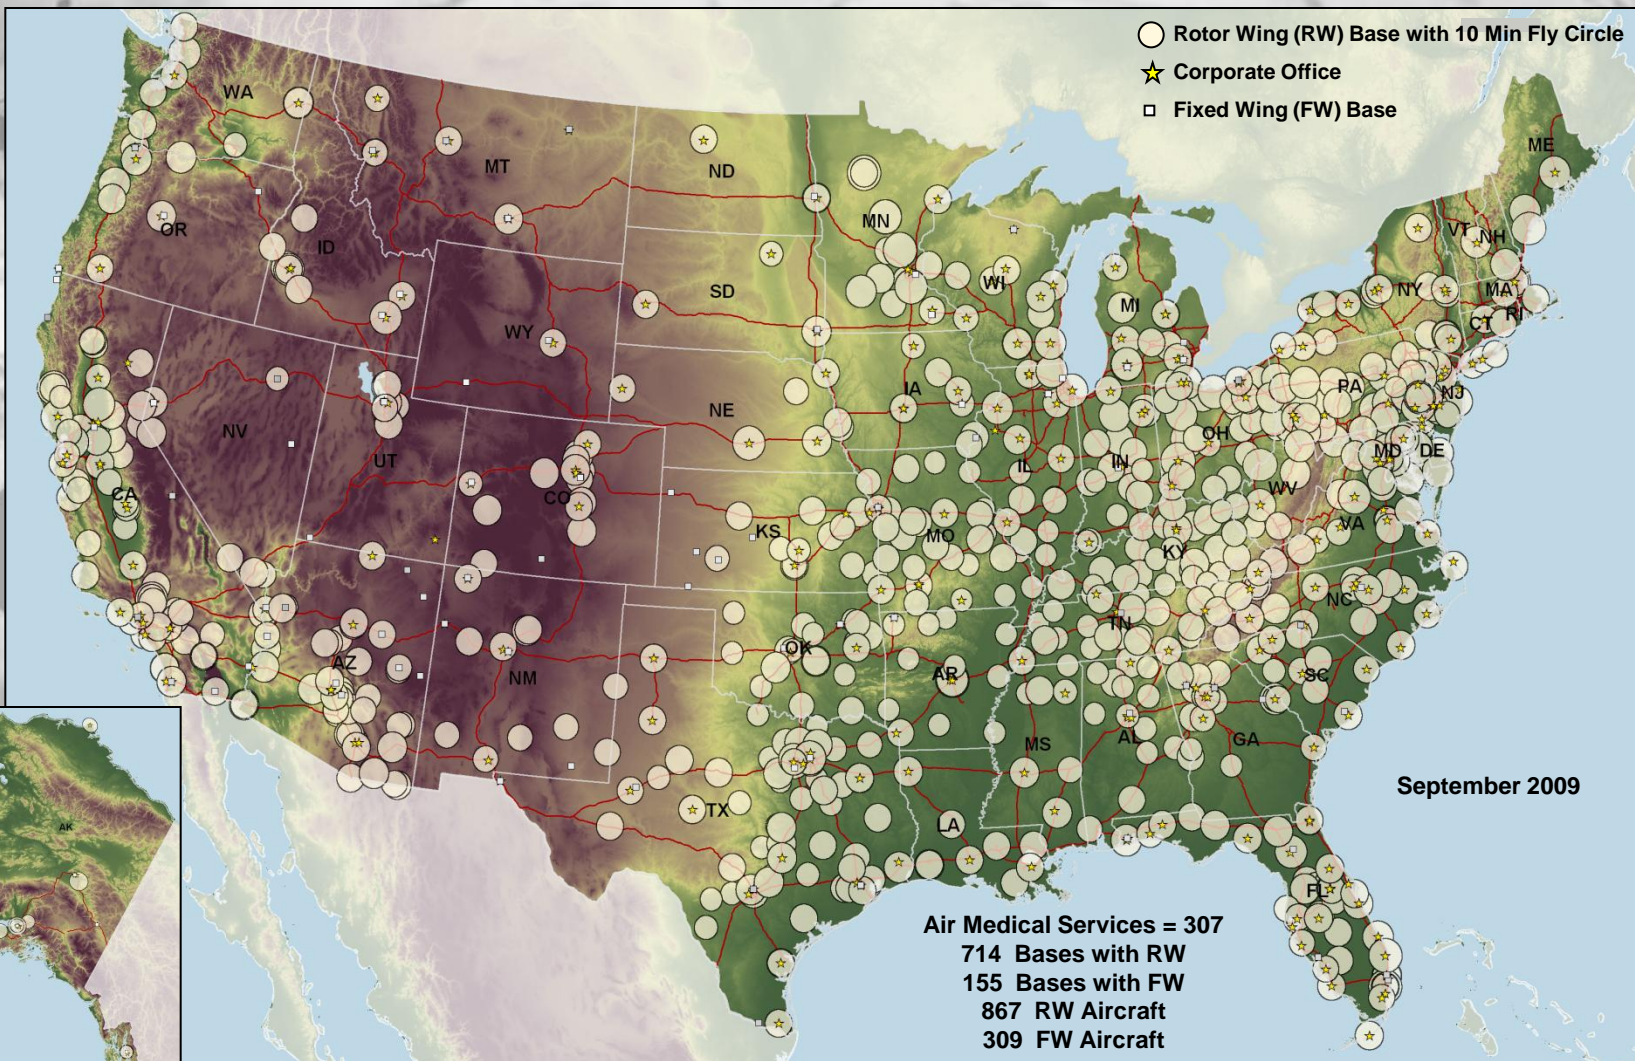 Rotor Wing (RW) Base with 10 Min Fly Circle
Corporate Office
Fixed Wing (FW) Base
WA
MT
ND
MN
ME
VT
NH
OR
ID
SD
WI
MI
NY
MA
RI
CT
WY
IA
PA
NJ
NE
NV
UT
CO
IL
IN
OH
MD
DE
CA
KS
MO
WV
VA
KY
AZ
NM
OK
AR
TN
NC
SC
MS
AL
GA
TX
LA
FL
AK
September 2009
Air Medical Services = 307
714 Bases with RW
155 Bases with FW
867 RW Aircraft
309 FW Aircraft